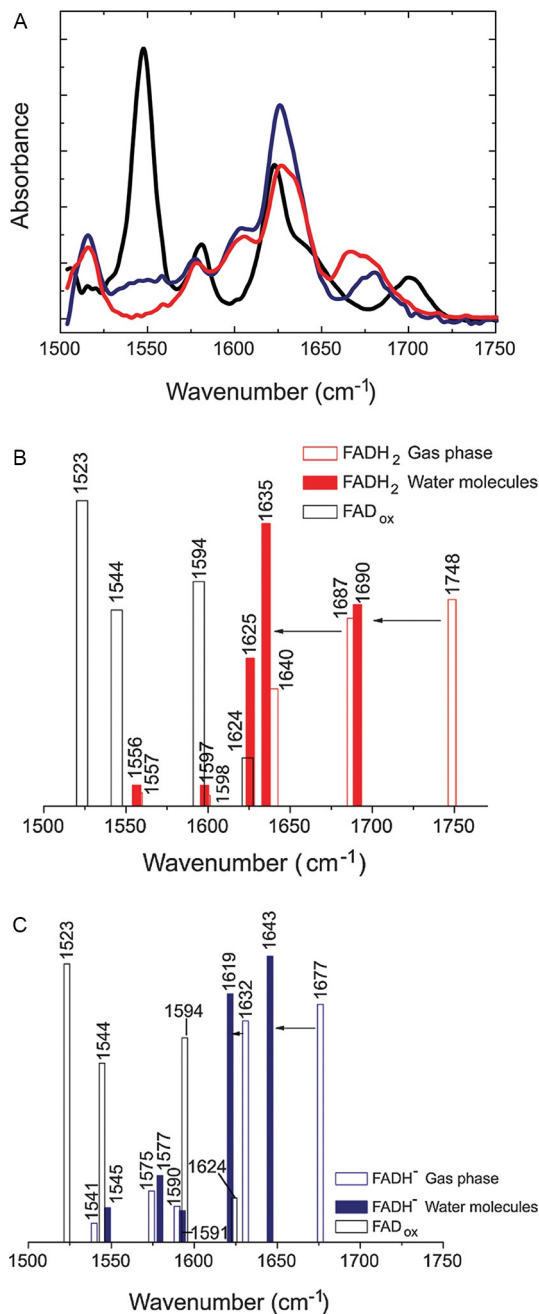 A
Absorbance
1500 1550 1600 1650 1700 1750
Wavenumber (cm⁻¹)
B
FADH₂ Gas phase
FADH₂ Water molecules
FADₒₓ
1523
1544
1556
1557
1594
1597
1598
1624
1625
1635
1640
1687
1690
1748
1500 1550 1600 1650 1700 1750
Wavenumber (cm⁻¹)
C
1523
1544
1541
1545
1575
1577
1590
1594
1591
1624
1619
1632
1643
1677
FADH⁻ Gas phase
FADH⁻ Water molecules
FADₒₓ
1500 1550 1600 1650 1700 1750
Wavenumber (cm⁻¹)